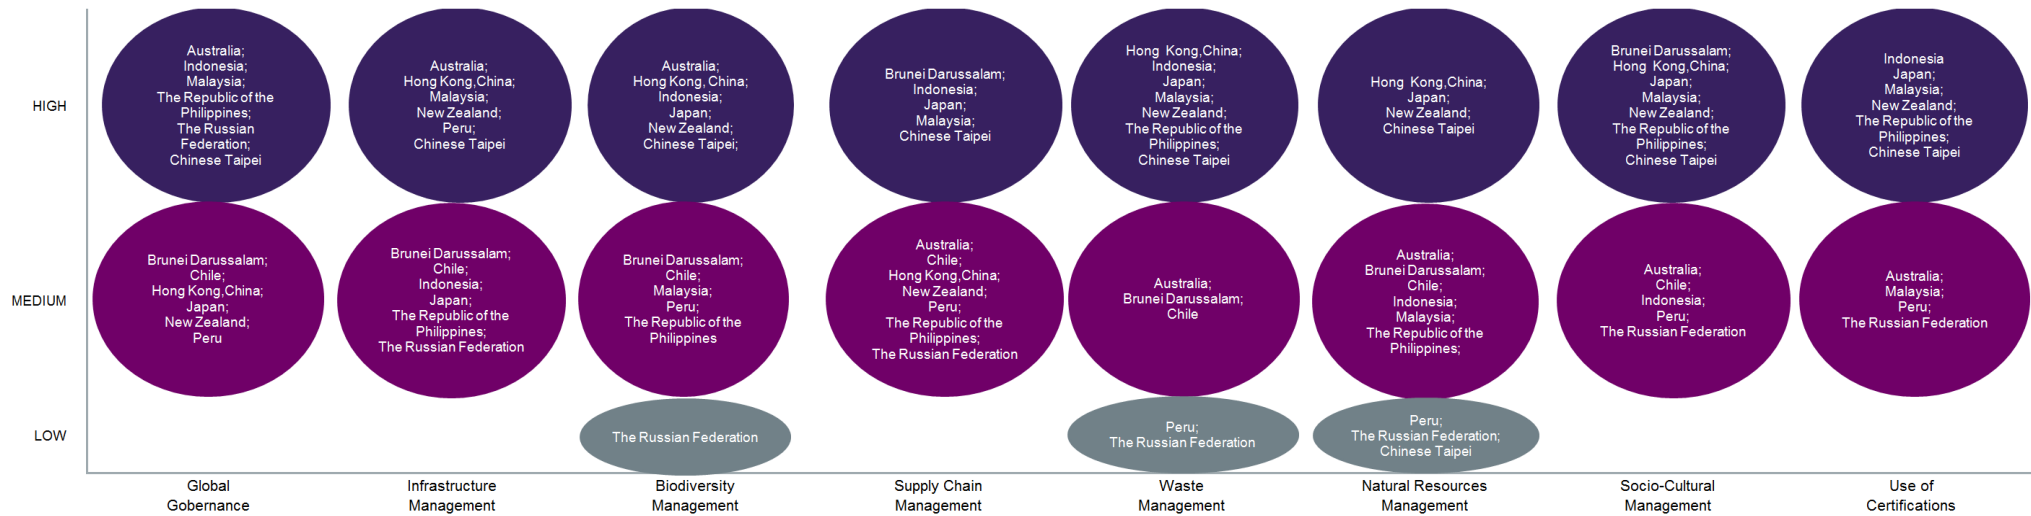 HIGH
Australia;
Indonesia;
Malaysia;
The Republic of the
Philippines;
The Russian
Federation;
Chinese Taipei
Australia;
Hong Kong,China;
Malaysia;
New Zealand;
Peru;
Chinese Taipei
Australia;
Hong Kong, China;
Indonesia;
Japan;
New Zealand;
Chinese Taipei;
Brunei Darussalam;
Indonesia;
Japan;
Malaysia;
Chinese Taipei
Hong Kong,China;
Indonesia;
Japan;
Malaysia;
New Zealand;
The Republic of the
Philippines;
Chinese Taipei
Hong Kong,China;
Japan;
New Zealand;
Chinese Taipei
Brunei Darussalam;
Hong Kong,China;
Japan;
Malaysia;
New Zealand;
The Republic of the
Philippines;
Chinese Taipei
Indonesia
Japan;
Malaysia;
New Zealand;
The Republic of the
Philippines;
Chinese Taipei
MEDIUM
Brunei Darussalam;
Chile;
Hong Kong,China;
Japan;
New Zealand;
Peru
Brunei Darussalam;
Chile;
Indonesia;
Japan;
The Republic of the
Philippines;
The Russian Federation
Brunei Darussalam;
Chile;
Malaysia;
Peru;
The Republic of the
Philippines
Australia;
Chile;
Hong Kong,China;
New Zealand;
Peru;
The Republic of the
Philippines;
The Russian Federation
Australia;
Brunei Darussalam;
Chile
Australia;
Brunei Darussalam;
Chile;
Indonesia;
Malaysia;
The Republic of the
Philippines;
Australia;
Chile;
Indonesia;
Peru;
The Russian Federation
Australia;
Malaysia;
Peru;
The Russian Federation
LOW
The Russian Federation
Peru;
The Russian Federation
Peru;
The Russian Federation;
Chinese Taipei
Global
Gobernance
Infrastructure
Management
Biodiversity
Management
Supply Chain
Management
Waste
Management
Natural Resources
Management
Socio-Cultural
Management
Use of
Certifications